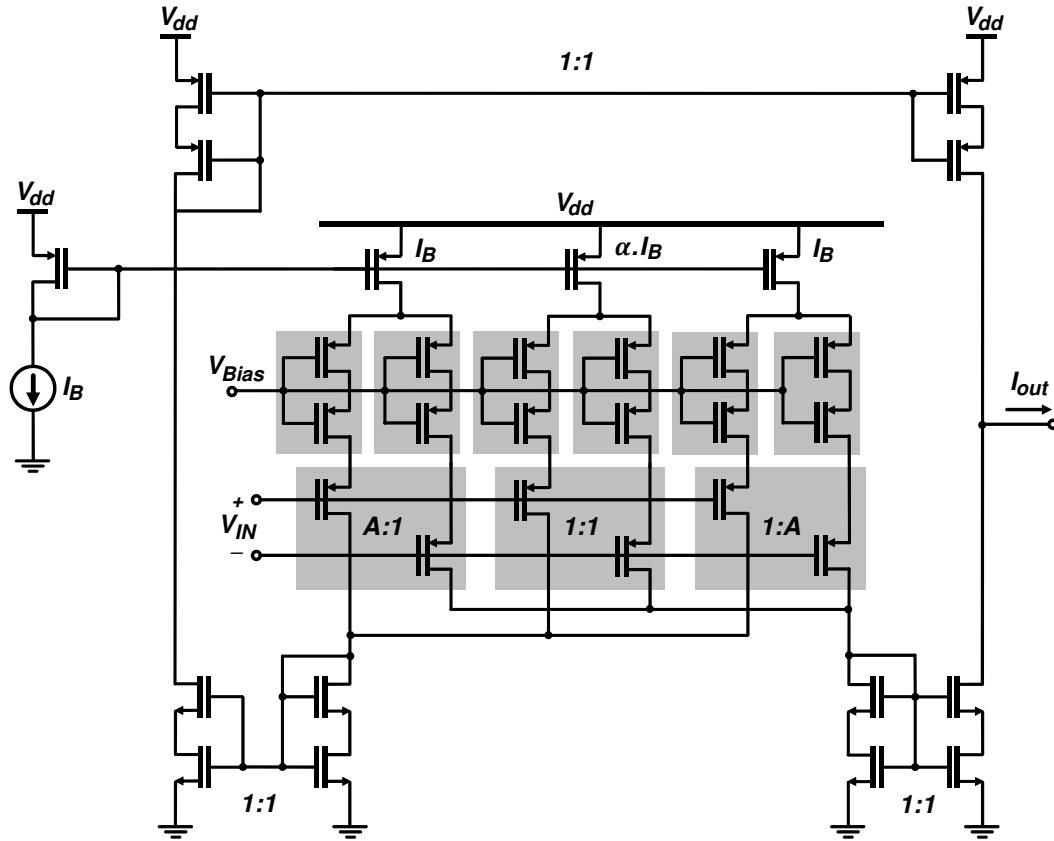 Vdd
Vdd
1:1
Vdd
Vdd
IB
α.IB
IB
VBias
IB
Iout
+
VIN
−
A:1
1:1
1:A
1:1
1:1